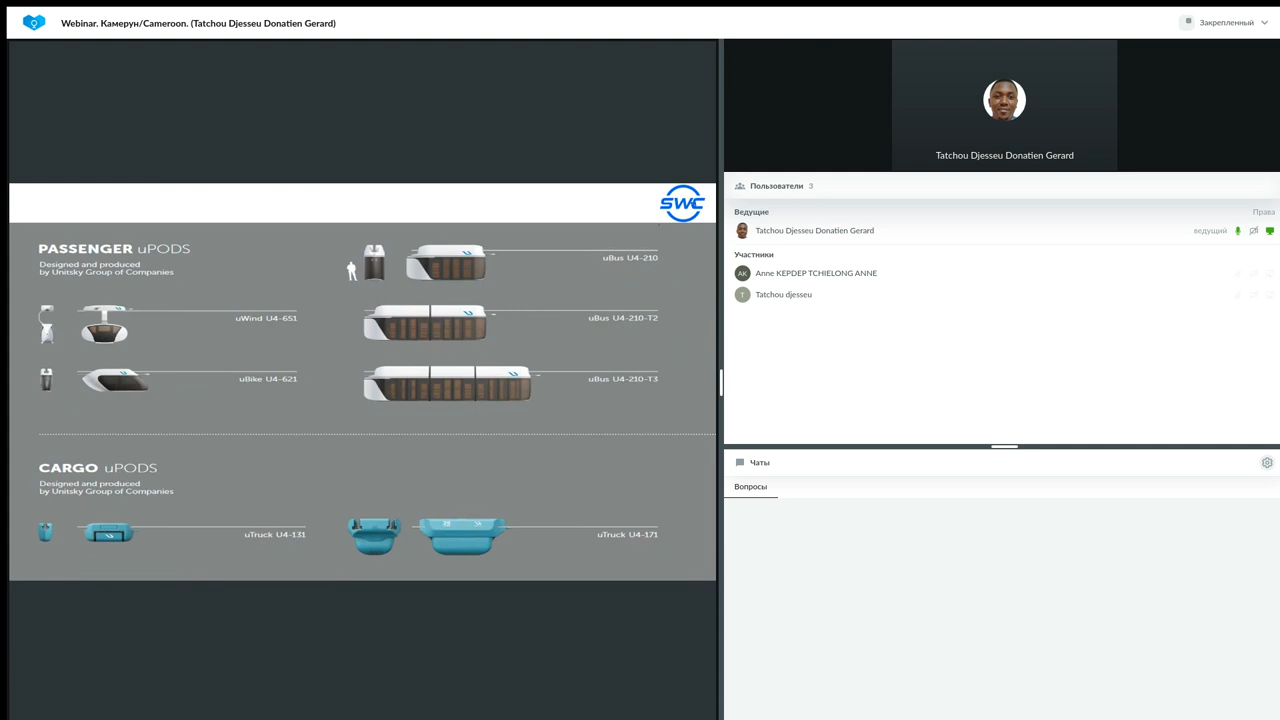 Webinar. Камерун/Cameroon. (Tatchou Djesseu Donatien Gerard)
Закрепленный
SWC
PASSENGER uPODS
Designed and produced
by Unitsky Group of Companies
uBus U4-210
uWind U4-651
uBus U4-210-T2
uBike U4-621
uBus U4-210-T3
CARGO uPODS
Designed and produced
by Unitsky Group of Companies
uTruck U4-131
uTruck U4-171
Tatchou Djesseu Donatien Gerard
Пользователи 3
Ведущие
Права
Tatchou Djesseu Donatien Gerard
ведущий
Участники
AK
Anne KEPDEP TCHIELONG ANNE
T
Tatchou djesseu
Чаты
Вопросы